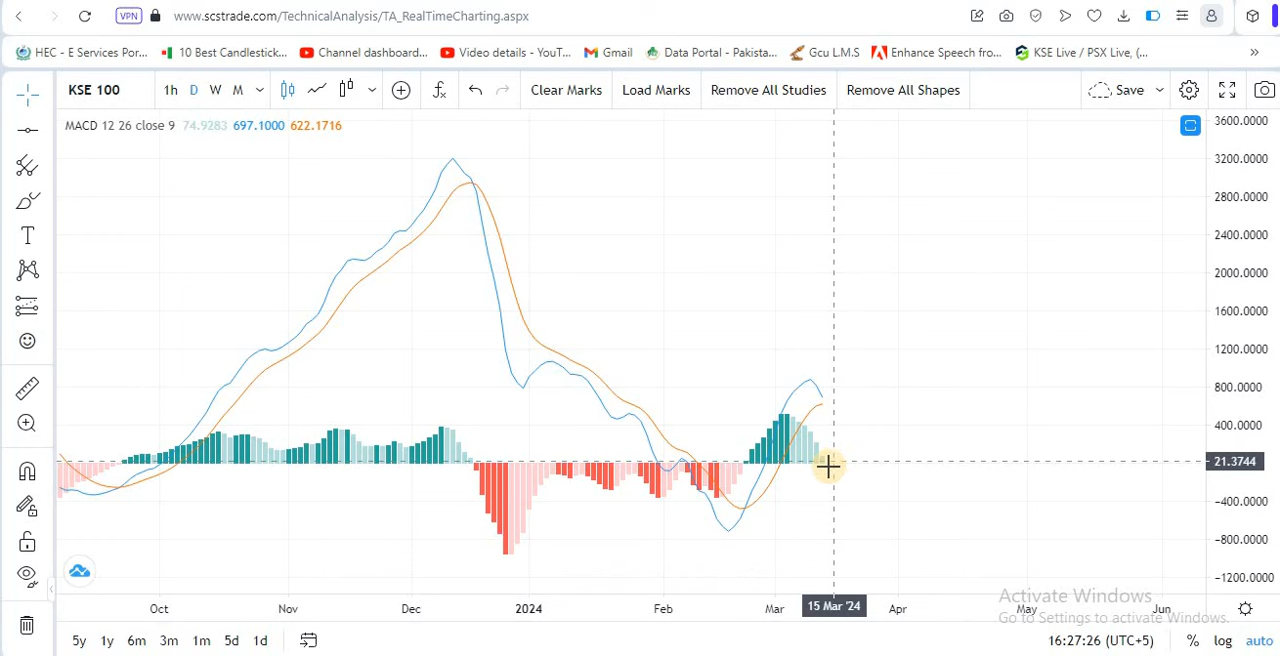 VPN www.scstrade.com/TechnicalAnalysis/TA_RealTimeCharting.aspx
HEC - E Services Por... 10 Best Candlestick... Channel dashboard... Video details - YouT... Gmail Data Portal - Pakista... Gcu L.M.S Enhance Speech fro... KSE Live / PSX Live, (... »
KSE 100 1h D W M Clear Marks Load Marks Remove All Studies Remove All Shapes Save
MACD 12 26 close 9 74.9283 697.1000 622.1716
3600.0000
3200.0000
2800.0000
2400.0000
2000.0000
1600.0000
1200.0000
800.0000
400.0000
21.3744
-400.0000
-800.0000
-1200.0000
Oct Nov Dec 2024 Feb Mar 15 Mar '24 Apr May Jun
Activate Windows
Go to Settings to activate Windows.
5y 1y 6m 3m 1m 5d 1d 16:27:26 (UTC+5) % log auto